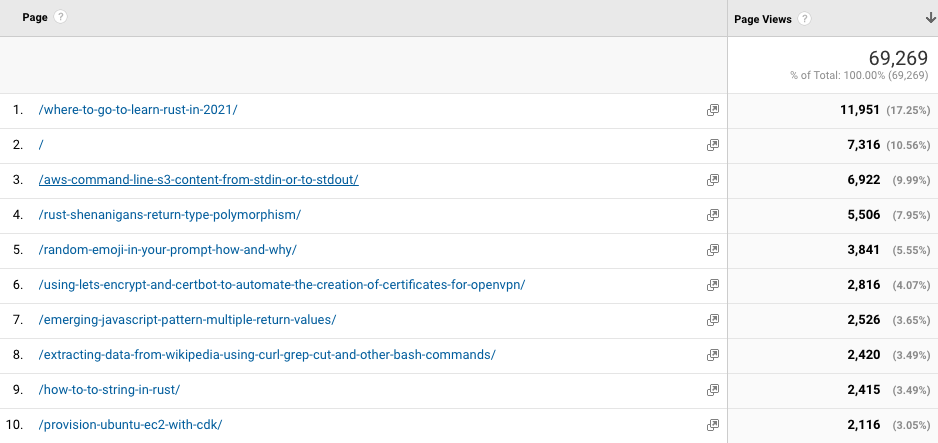 Page ? Page Views ?
69,269
% of Total: 100.00% (69,269)
1. /where-to-go-to-learn-rust-in-2021/ 11,951 (17.25%)
2. / 7,316 (10.56%)
3. /aws-command-line-s3-content-from-stdin-or-to-stdout/ 6,922 (9.99%)
4. /rust-shenanigans-return-type-polymorphism/ 5,506 (7.95%)
5. /random-emoji-in-your-prompt-how-and-why/ 3,841 (5.55%)
6. /using-lets-encrypt-and-certbot-to-automate-the-creation-of-certificates-for-openvpn/ 2,816 (4.07%)
7. /emerging-javascript-pattern-multiple-return-values/ 2,526 (3.65%)
8. /extracting-data-from-wikipedia-using-curl-grep-cut-and-other-bash-commands/ 2,420 (3.49%)
9. /how-to-to-string-in-rust/ 2,415 (3.49%)
10. /provision-ubuntu-ec2-with-cdk/ 2,116 (3.05%)